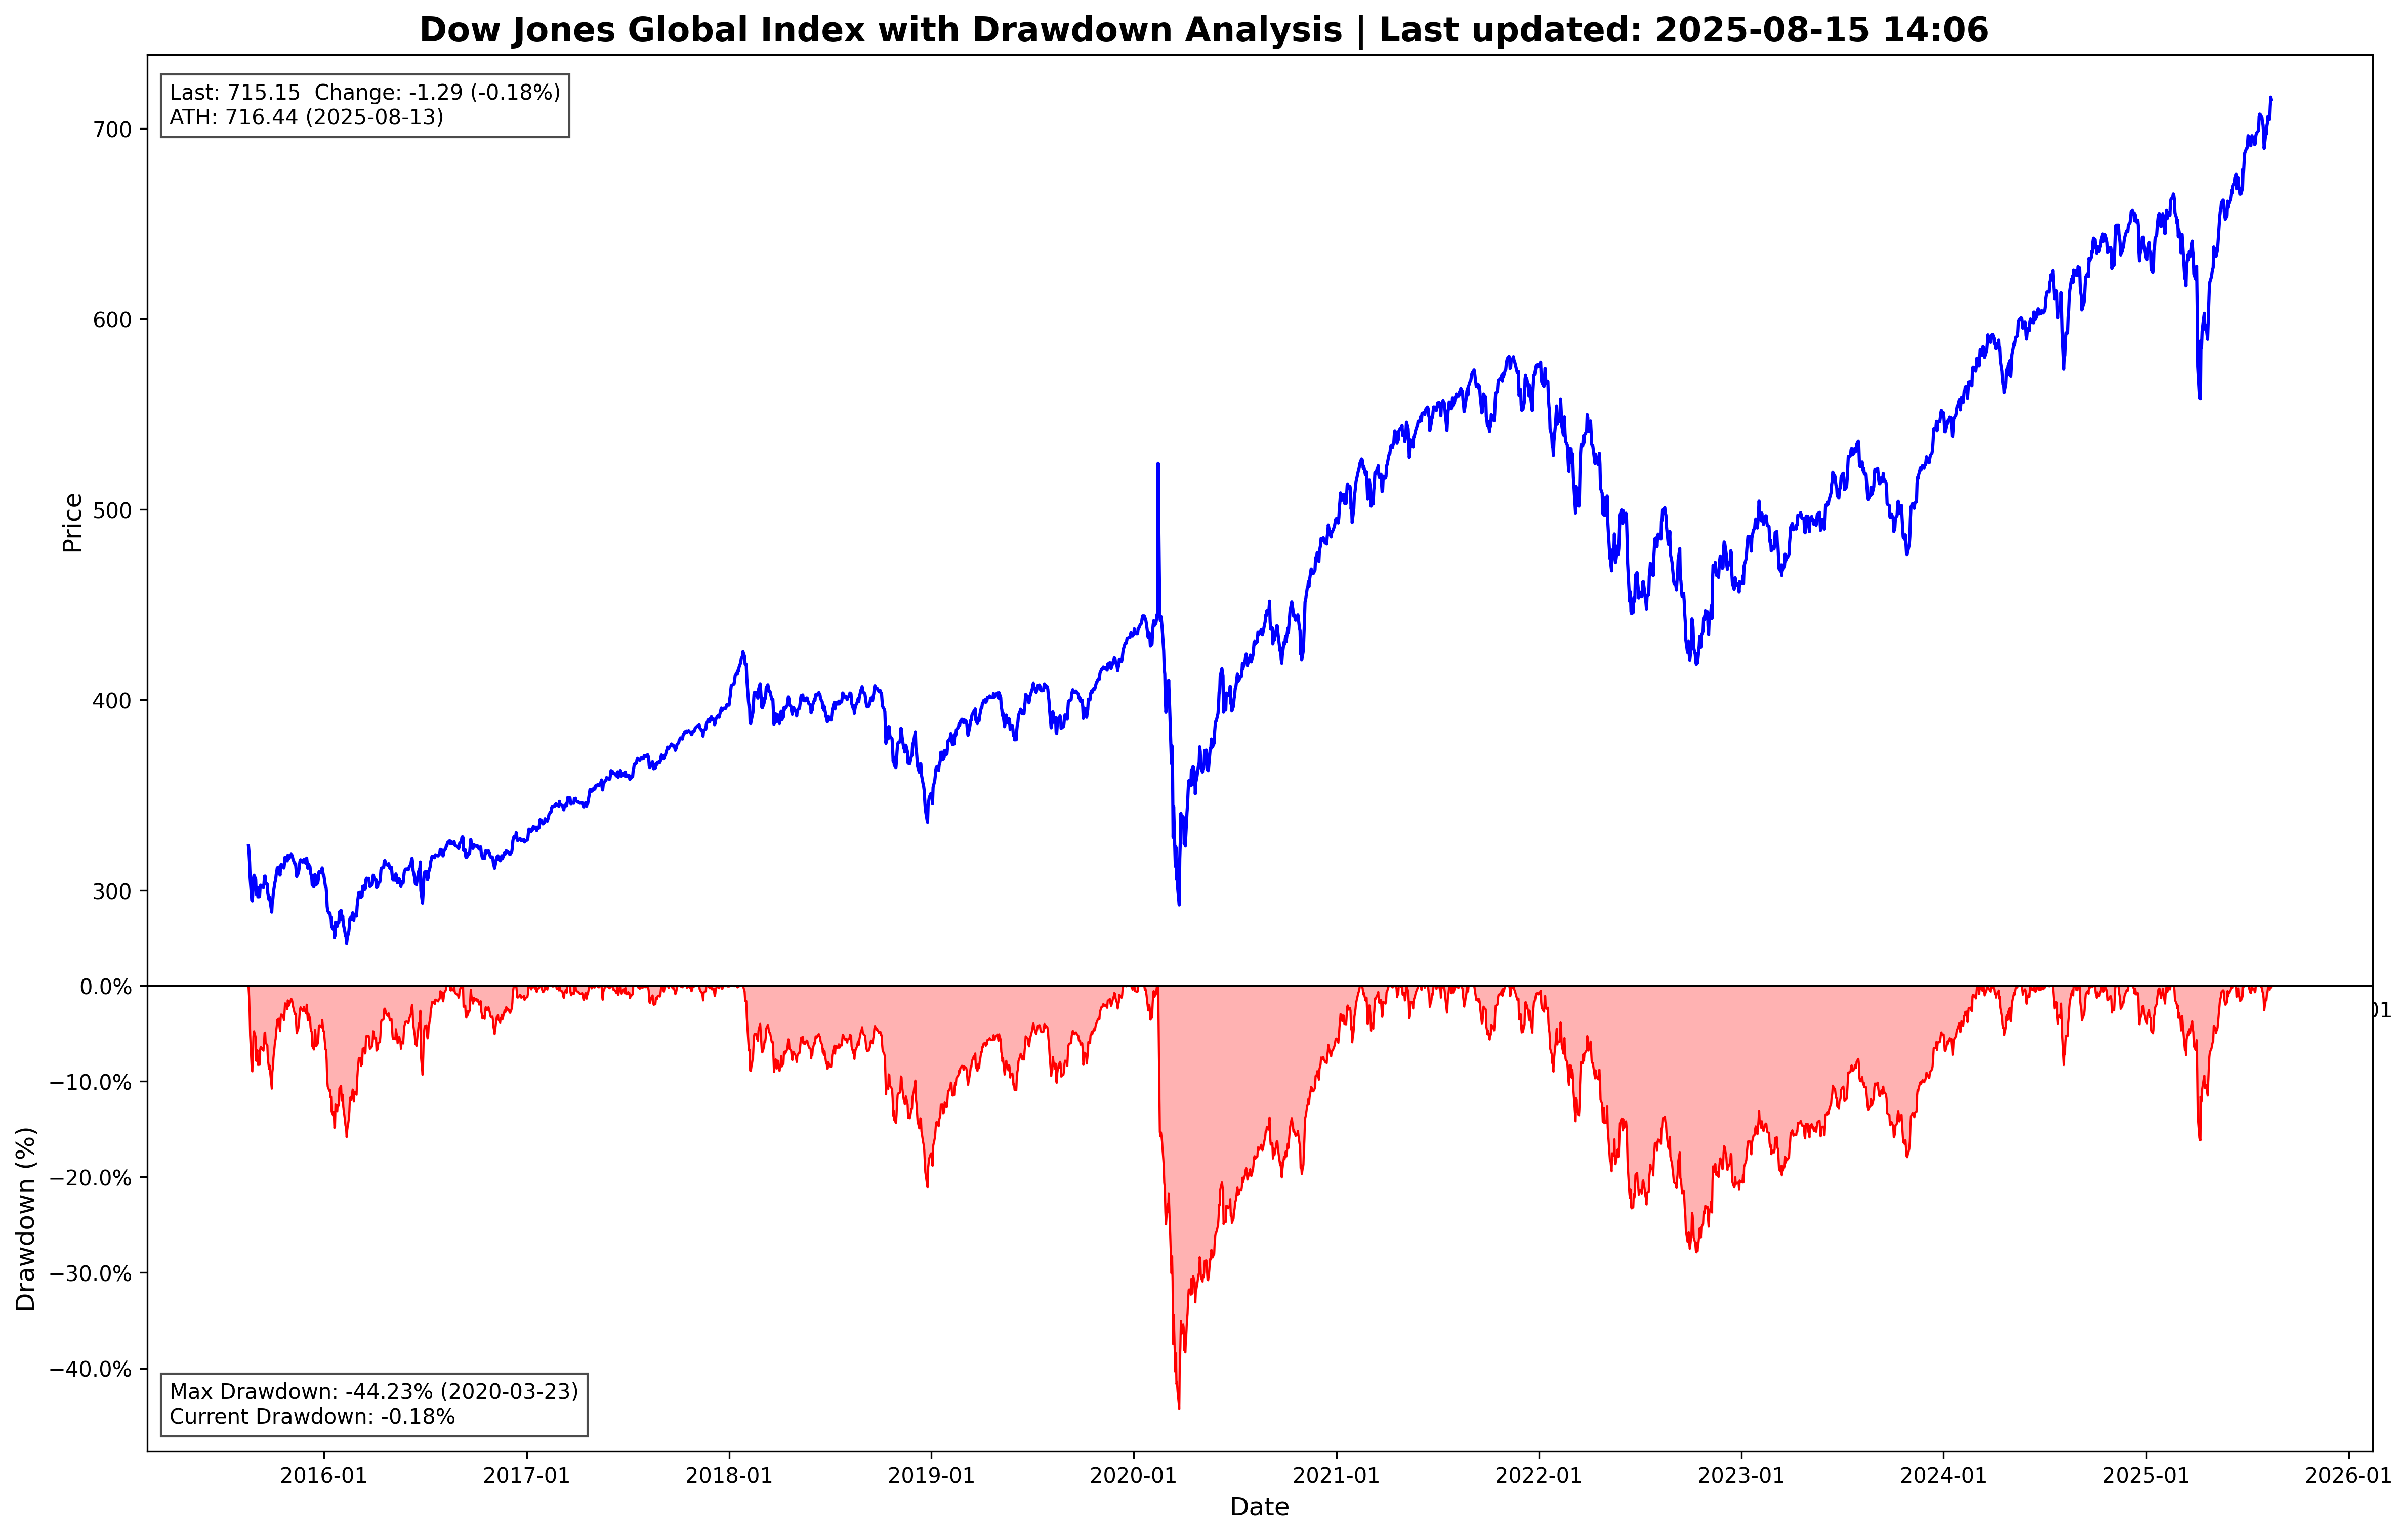 Dow Jones Global Index with Drawdown Analysis | Last updated: 2025-08-15 14:06
Last: 715.15  Change: -1.29 (-0.18%)
ATH: 716.44 (2025-08-13)
700
600
Price
500
400
300
0.0%
01
−10.0%
Drawdown (%)
−20.0%
−30.0%
−40.0%
Max Drawdown: -44.23% (2020-03-23)
Current Drawdown: -0.18%
2016-01 2017-01 2018-01 2019-01 2020-01 2021-01 2022-01 2023-01 2024-01 2025-01 2026-01
Date